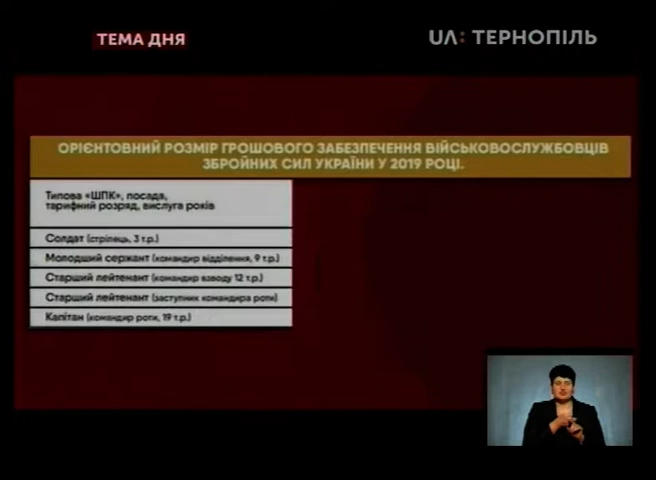 ТЕМА ДНЯ
UA: ТЕРНОПІЛЬ
ОРІЄНТОВНИЙ РОЗМІР ГРОШОВОГО ЗАБЕЗПЕЧЕННЯ ВІЙСЬКОВОСЛУЖБОВЦІВ
ЗБРОЙНИХ СИЛ УКРАЇНИ У 2019 РОЦІ.
Типова «ШПК», посада,
тарифний розряд, вислуга років
Солдат (стрілець, 3 т.р.)
Молодший сержант (командир відділення, 9 т.р.)
Старший лейтенант (командир взводу 12 т.р.)
Старший лейтенант (заступник командира роти)
Капітан (командир роти, 19 т.р.)